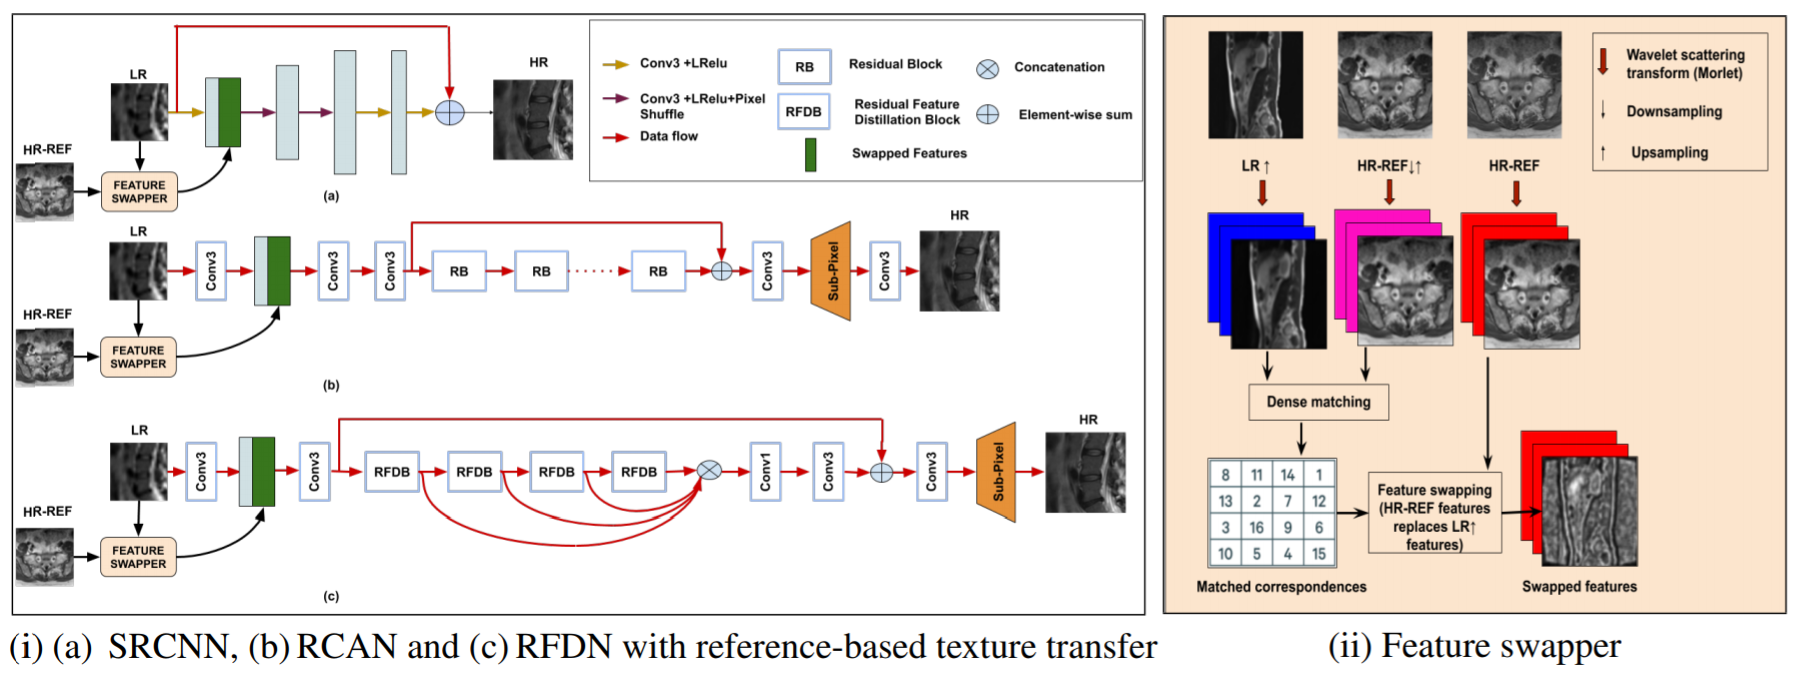 LR
HR-REF
FEATURE
SWAPPER
HR
(a)
Conv3 +LRelu
Conv3 +LRelu+Pixel
Shuffle
Data flow
RB
Residual Block
RFDB
Residual Feature
Distillation Block
Swapped Features
Concatenation
Element-wise sum
LR
HR-REF
FEATURE
SWAPPER
Conv3
Conv3
Conv3
RB
RB
RB
Conv3
Sub-Pixel
Conv3
HR
(b)
LR
HR-REF
FEATURE
SWAPPER
Conv3
Conv3
RFDB
RFDB
RFDB
RFDB
Conv1
Conv3
Conv3
Sub-Pixel
HR
(c)
(i) (a) SRCNN, (b) RCAN and (c) RFDN with reference-based texture transfer
Wavelet scattering
transform (Morlet)
↓ Downsampling
↑ Upsampling
LR ↑
HR-REF↓↑
HR-REF
Dense matching
8 11 14 1
13 2 7 12
3 16 9 6
10 5 4 15
Matched correspondences
Feature swapping
(HR-REF features
replaces LR↑
features)
Swapped features
(ii) Feature swapper